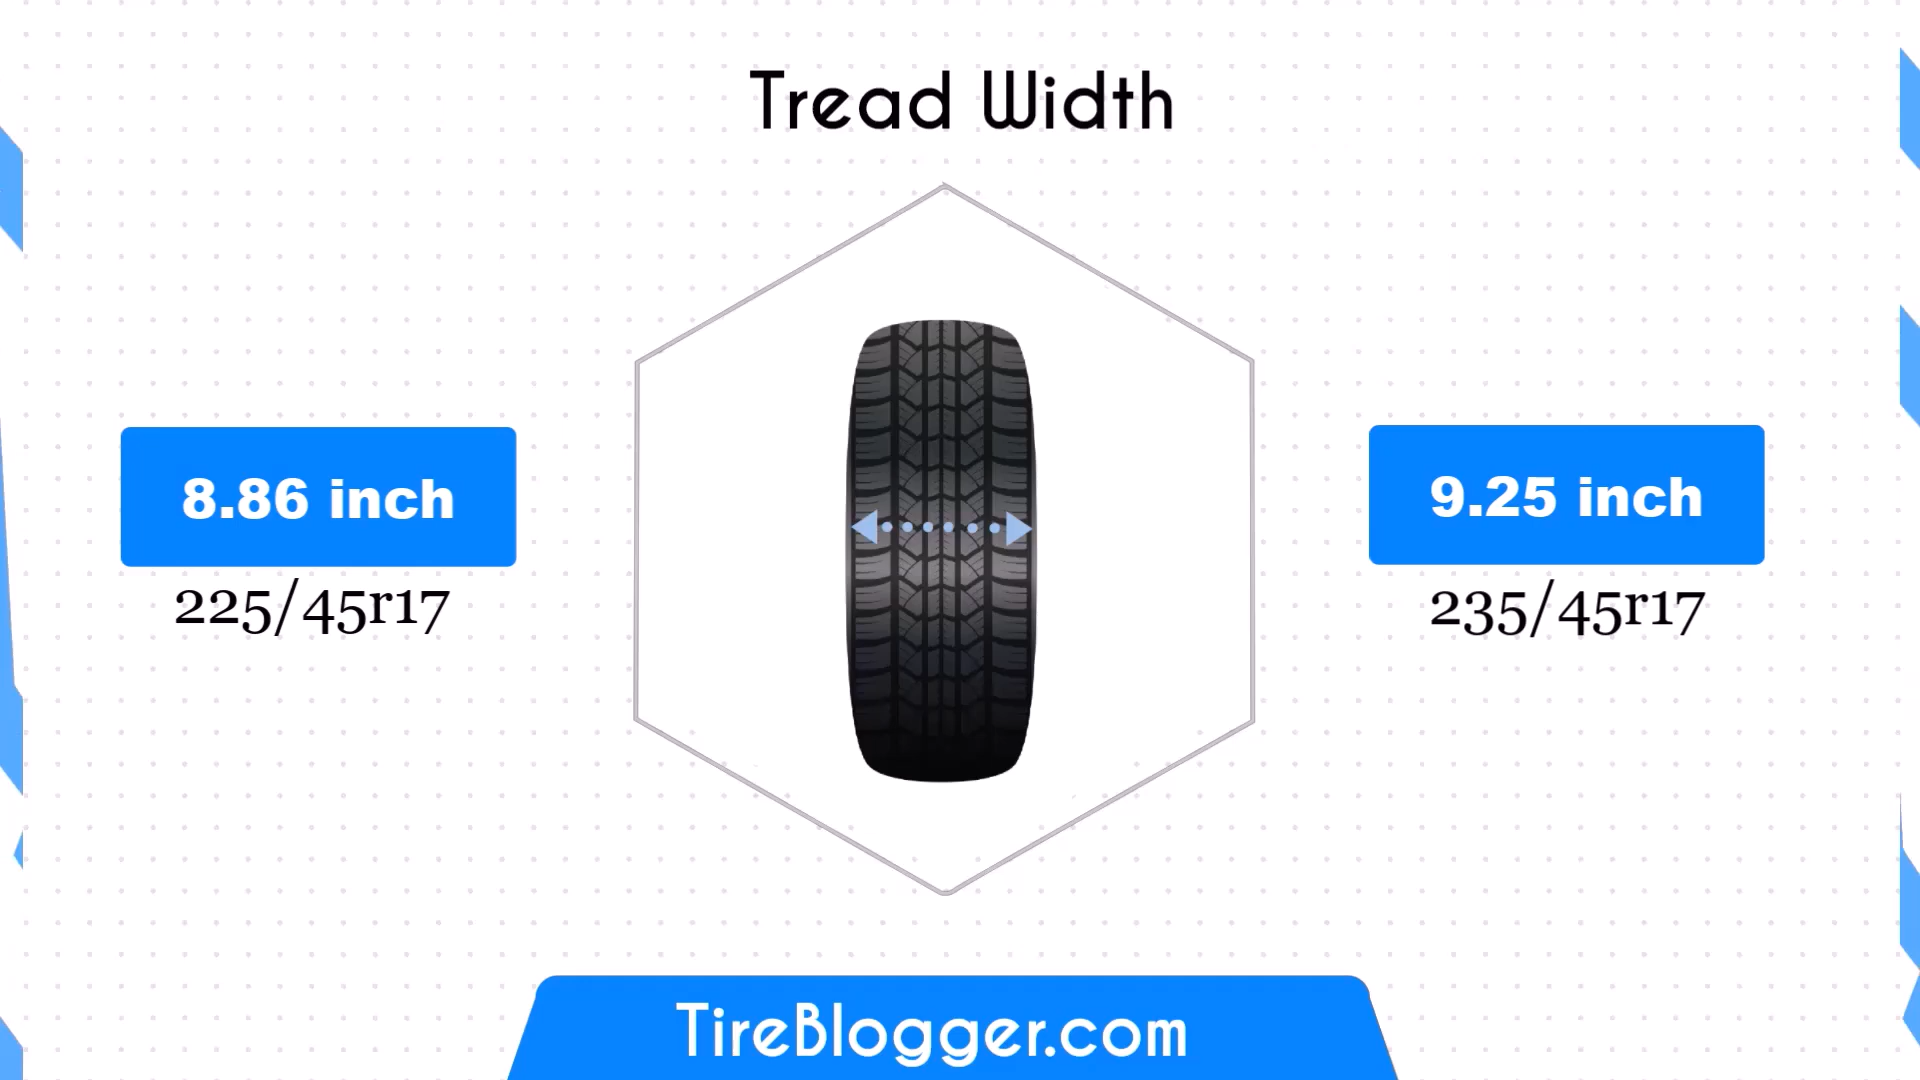 Tread Width
8.86 inch
225/45r17
9.25 inch
235/45r17
TireBlogger.com